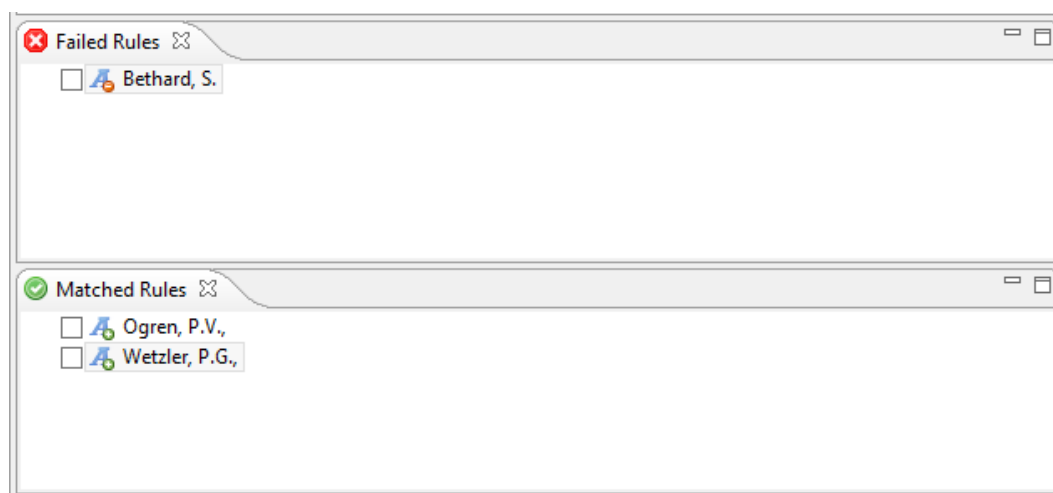 Failed Rules
Bethard, S.
Matched Rules
Ogren, P.V.,
Wetzler, P.G.,